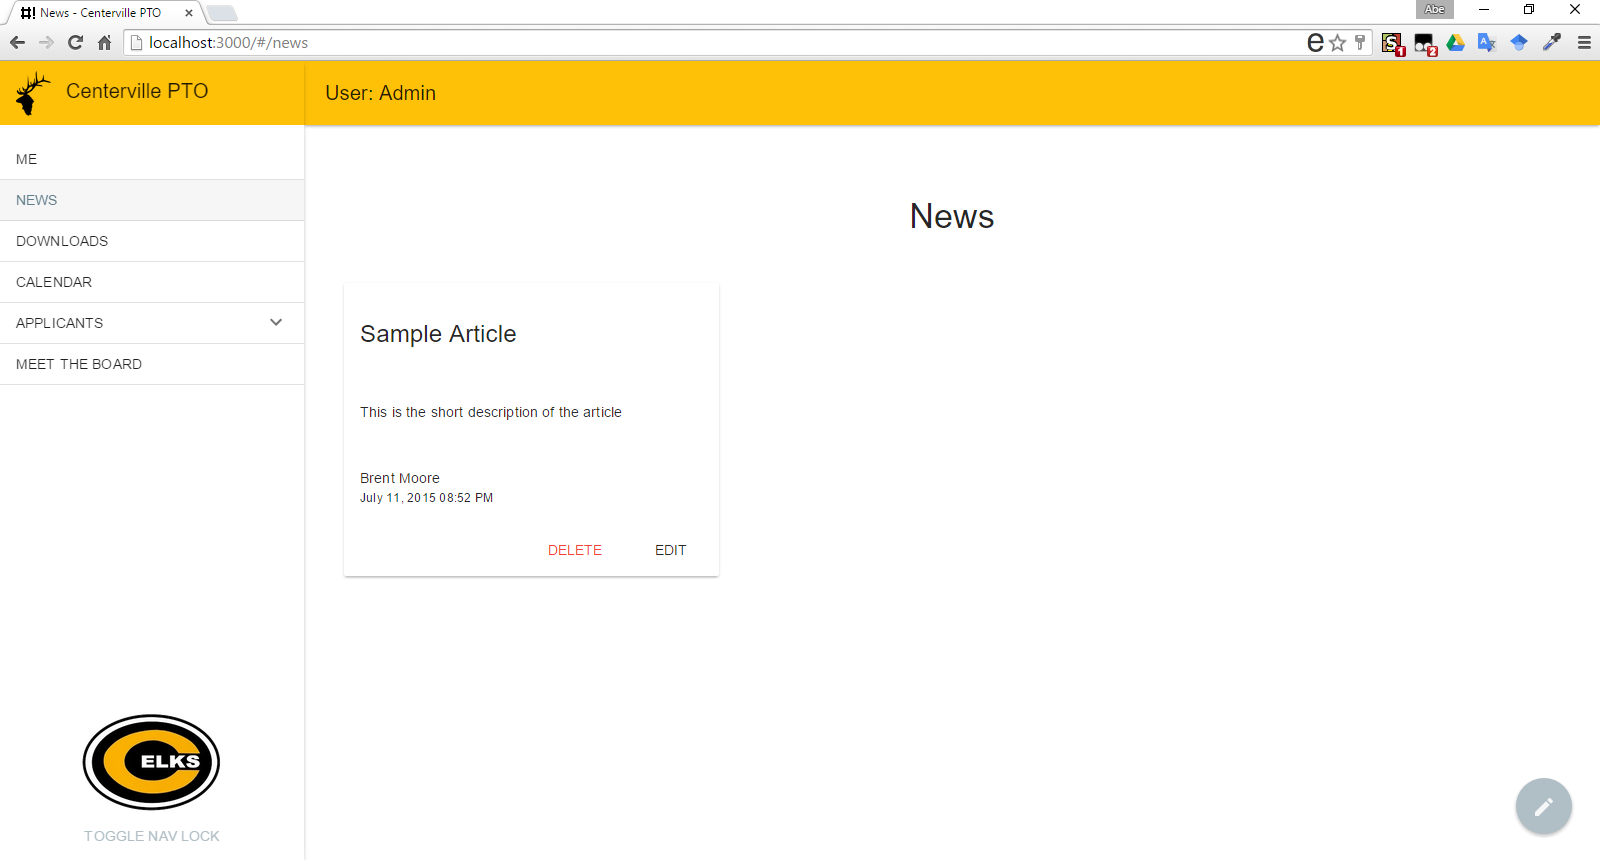 #! News - Centerville PTO
Abe
localhost:3000/#/news
Centerville PTO
User: Admin
ME
NEWS
DOWNLOADS
CALENDAR
APPLICANTS
MEET THE BOARD
News
Sample Article
This is the short description of the article
Brent Moore
July 11, 2015 08:52 PM
DELETE
EDIT
C ELKS
TOGGLE NAV LOCK
e
S
1
2
A